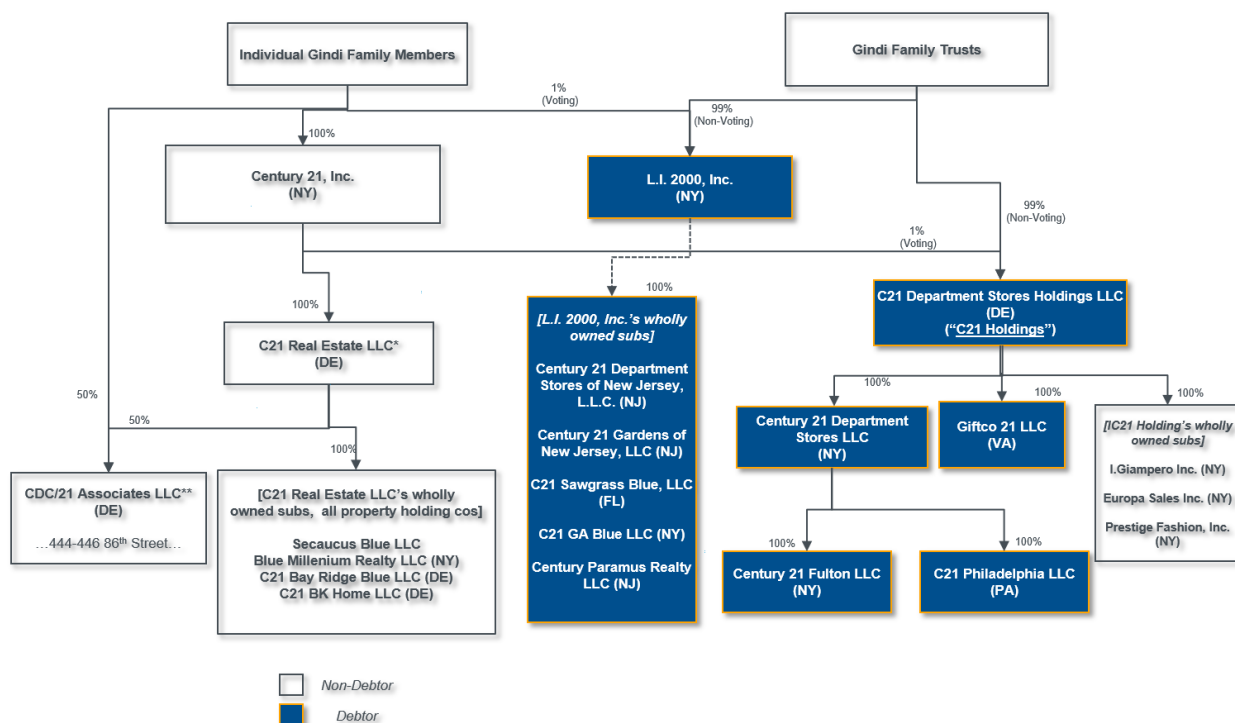 Individual Gindi Family Members
Gindi Family Trusts
1%
(Voting)
99%
(Non-Voting)
100%
Century 21, Inc.
(NY)
L.I. 2000, Inc.
(NY)
99%
(Non-Voting)
1%
(Voting)
100%
100%
C21 Department Stores Holdings LLC
(DE)
(“C21 Holdings”)
C21 Real Estate LLC*
(DE)
[L.I. 2000, Inc.'s wholly
owned subs]
Century 21 Department
Stores of New Jersey,
L.L.C. (NJ)
Century 21 Gardens of
New Jersey, LLC (NJ)
C21 Sawgrass Blue, LLC
(FL)
C21 GA Blue LLC (NY)
Century Paramus Realty
LLC (NJ)
100%
100%
100%
Century 21 Department
Stores LLC
(NY)
Giftco 21 LLC
(VA)
[IC21 Holding's wholly
owned subs]
I.Giampero Inc. (NY)
Europa Sales Inc. (NY)
Prestige Fashion, Inc.
(NY)
50%
50%
100%
CDC/21 Associates LLC**
(DE)
…444-446 86th Street…
[C21 Real Estate LLC's wholly
owned subs, all property holding cos]
Secaucus Blue LLC
Blue Millenium Realty LLC (NY)
C21 Bay Ridge Blue LLC (DE)
C21 BK Home LLC (DE)
100%
100%
Century 21 Fulton LLC
(NY)
C21 Philadelphia LLC
(PA)
Non-Debtor
Debtor